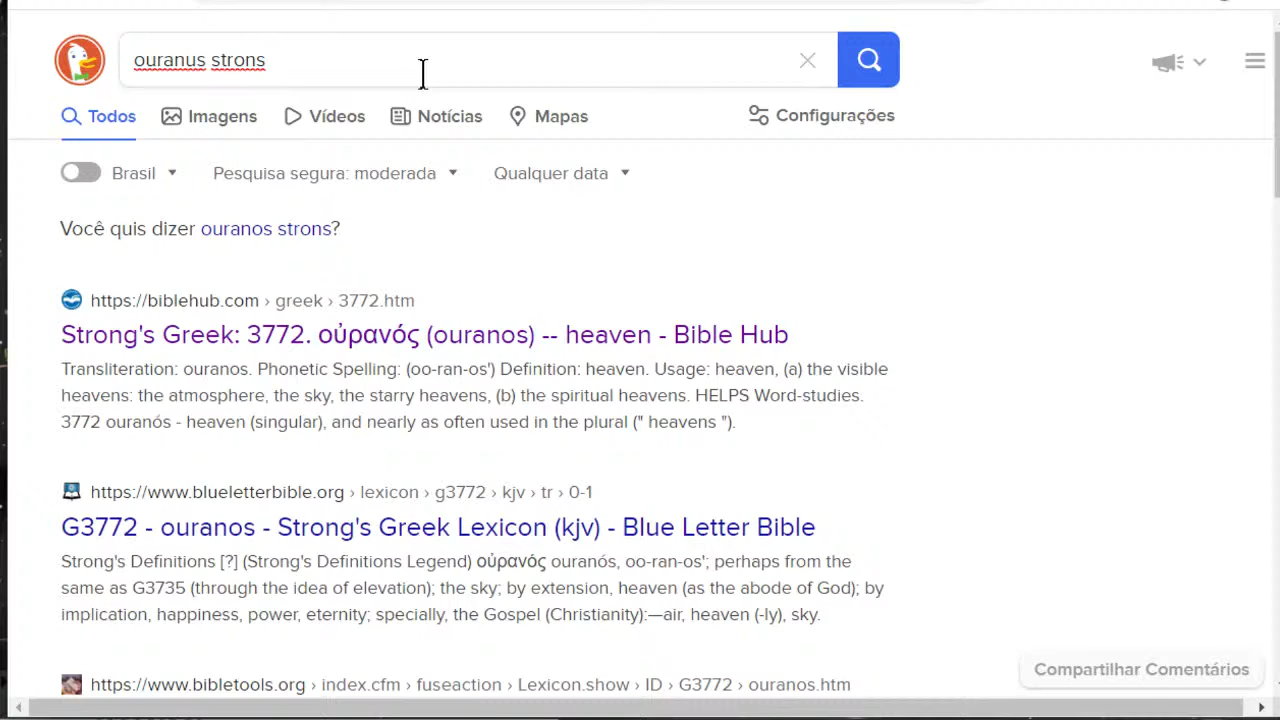 ouranus strons
Todos Imagens Vídeos Notícias Mapas Configurações
Brasil Pesquisa segura: moderada Qualquer data
Você quis dizer ouranos strons?
https://biblehub.com › greek › 3772.htm
Strong's Greek: 3772. οὐρανός (ouranos) -- heaven - Bible Hub
Transliteration: ouranos. Phonetic Spelling: (oo-ran-os') Definition: heaven. Usage: heaven, (a) the visible
heavens: the atmosphere, the sky, the starry heavens, (b) the spiritual heavens. HELPS Word-studies.
3772 ouranós - heaven (singular), and nearly as often used in the plural (" heavens ").
https://www.blueletterbible.org › lexicon › g3772 › kjv › tr › 0-1
G3772 - ouranos - Strong's Greek Lexicon (kjv) - Blue Letter Bible
Strong's Definitions [?] (Strong's Definitions Legend) οὐρανός ouranós, oo-ran-os'; perhaps from the
same as G3735 (through the idea of elevation); the sky; by extension, heaven (as the abode of God); by
implication, happiness, power, eternity; specially, the Gospel (Christianity):—air, heaven (-ly), sky.
Compartilhar Comentários
https://www.bibletools.org › index.cfm › fuseaction › Lexicon.show › ID › G3772 › ouranos.htm